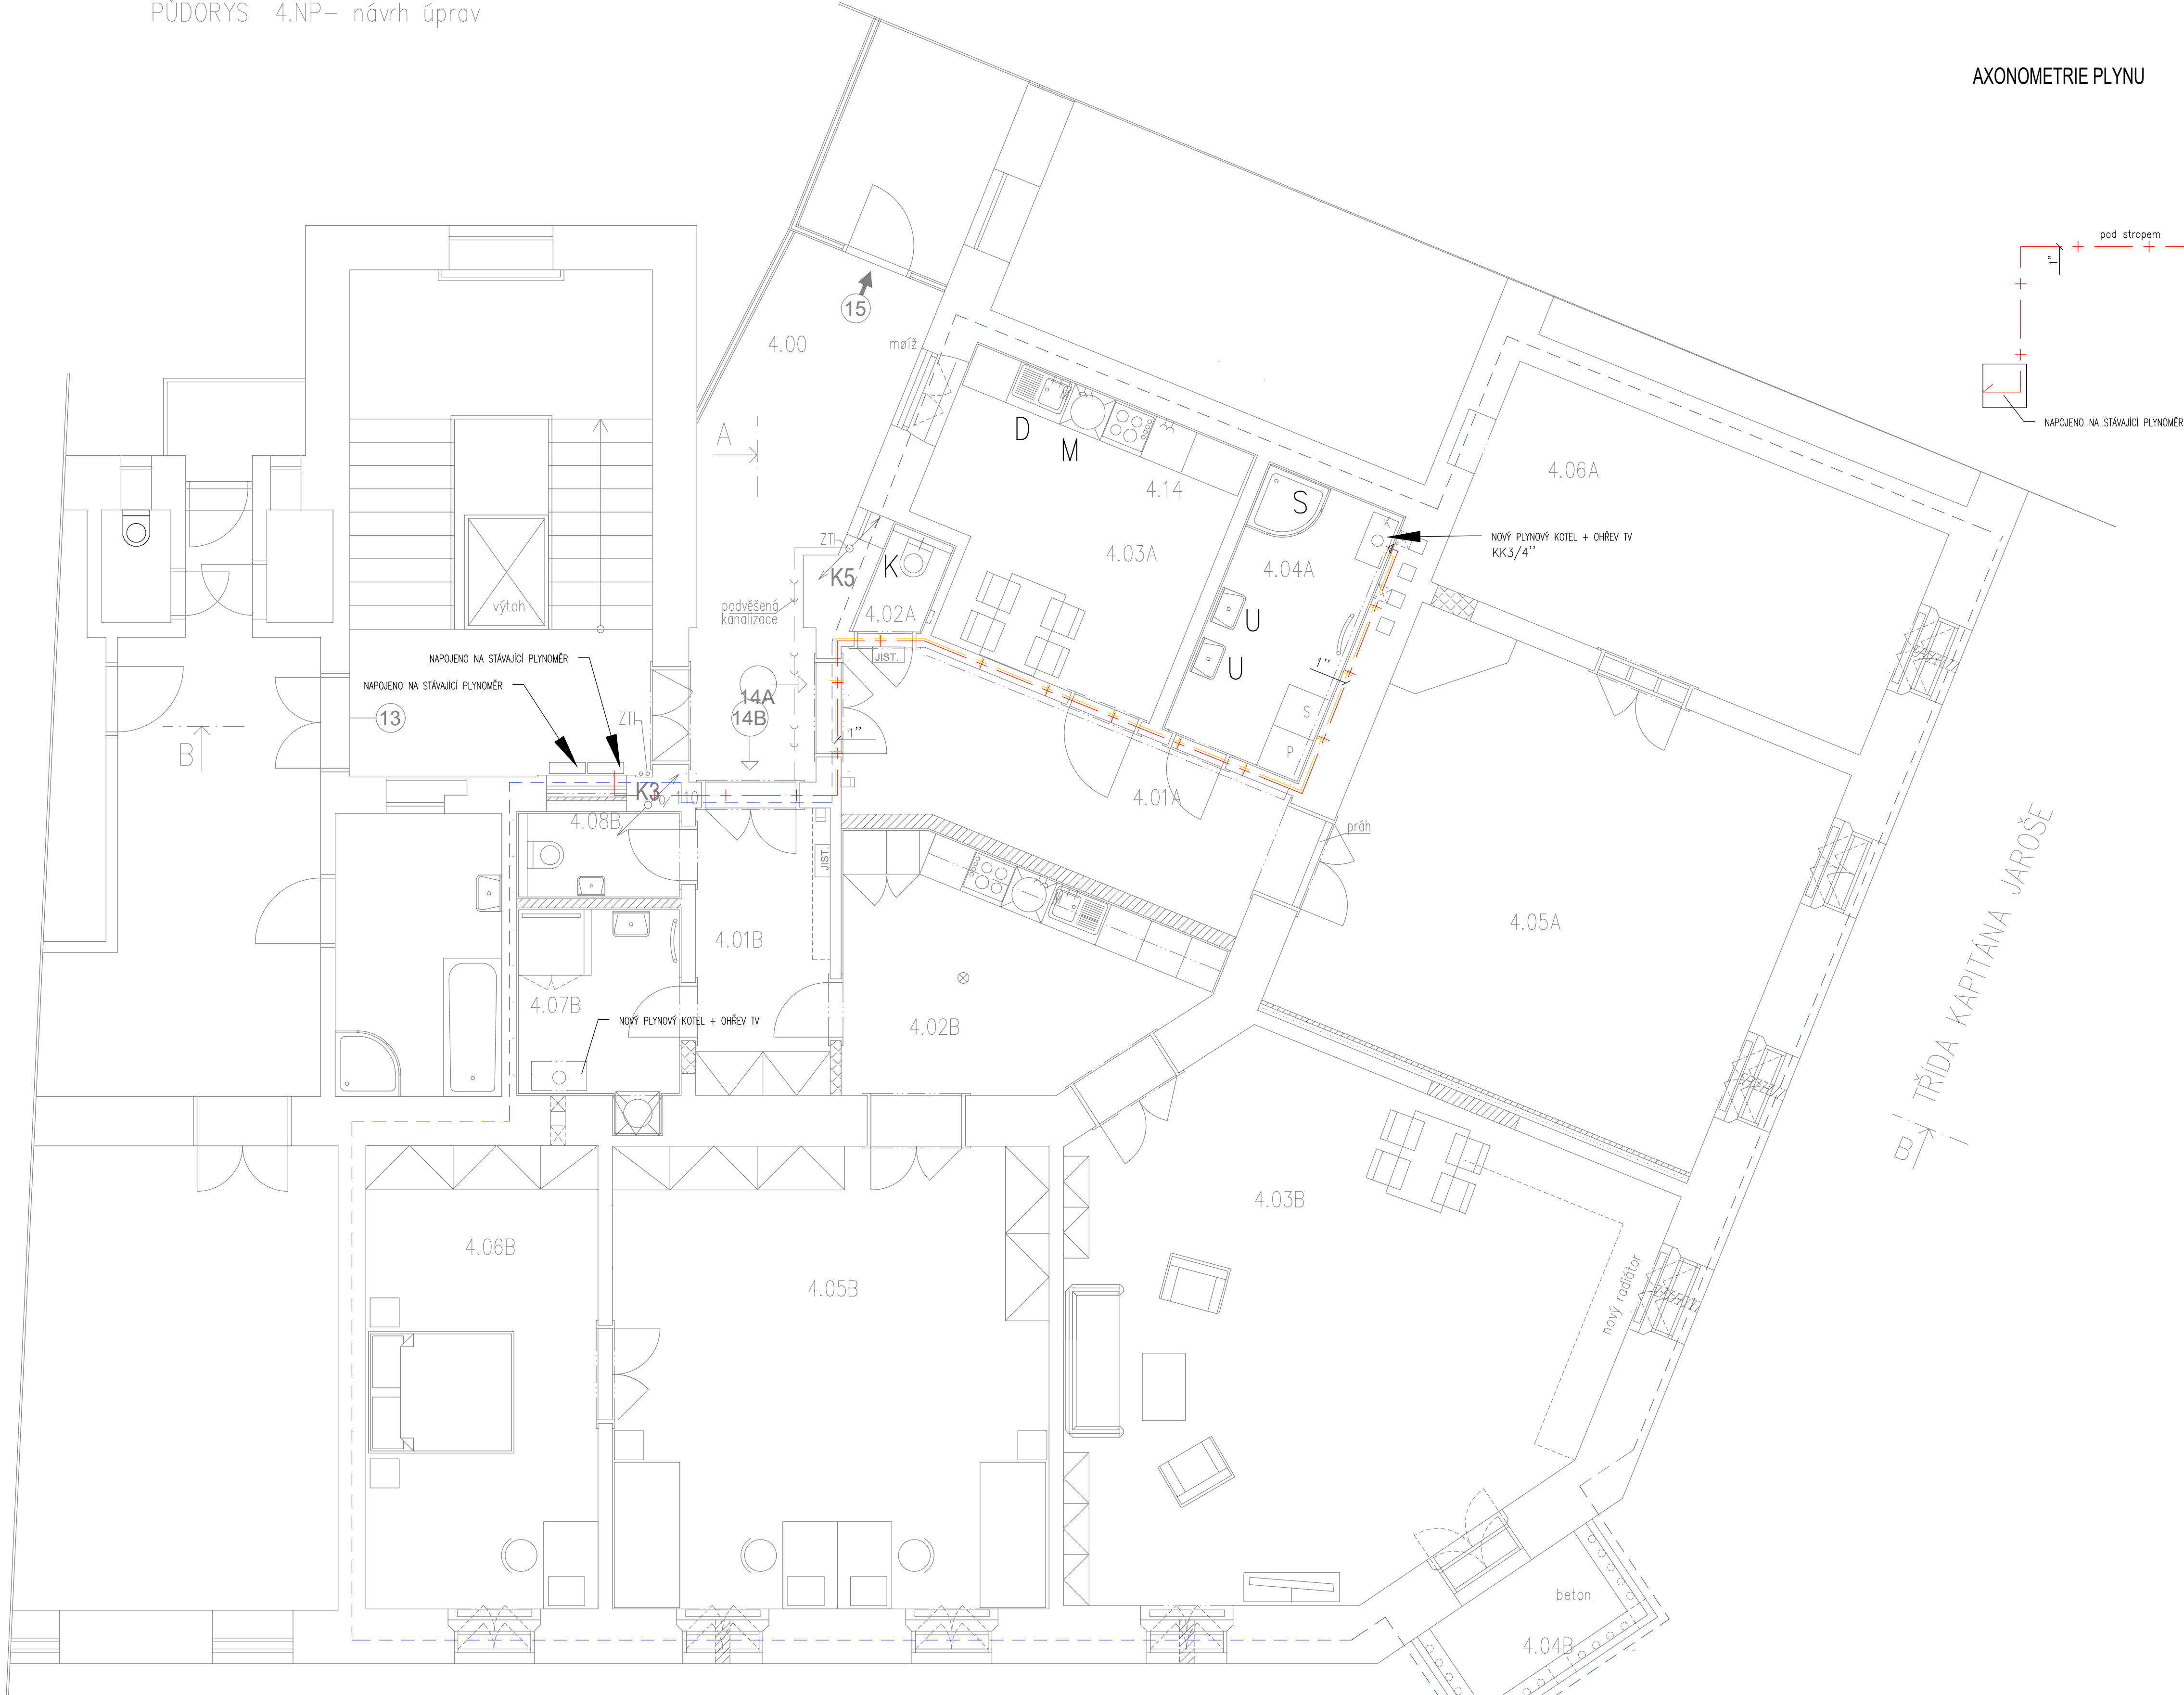 PŮDORYS 4.NP- návrh úprav
AXONOMETRIE PLYNU
pod stropem
1"
NAPOJENO NA STÁVAJÍCÍ PLYNOMĚR
15
4.00
møíž
A
D
M
4.14
S
4.06A
K
NOVÝ PLYNOVÝ KOTEL + OHŘEV TV
KK3/4''
ZTI
K5
K
4.03A
4.04A
výtah
podvěšená
kanalizace
4.02A
U
U
JIST.
NAPOJENO NA STÁVAJÍCÍ PLYNOMĚR
NAPOJENO NA STÁVAJÍCÍ PLYNOMĚR
1''
14A
14B
13
ZTI
S
P
B
1''
K3
110
4.01A
4.08B
práh
JIST.
TŘÍDA KAPITÁNA JAROŠE
4.01B
4.05A
4.07B
NOVÝ PLYNOVÝ KOTEL + OHŘEV TV
4.02B
B
4.03B
4.06B
4.05B
nový radiátor
beton
4.04B